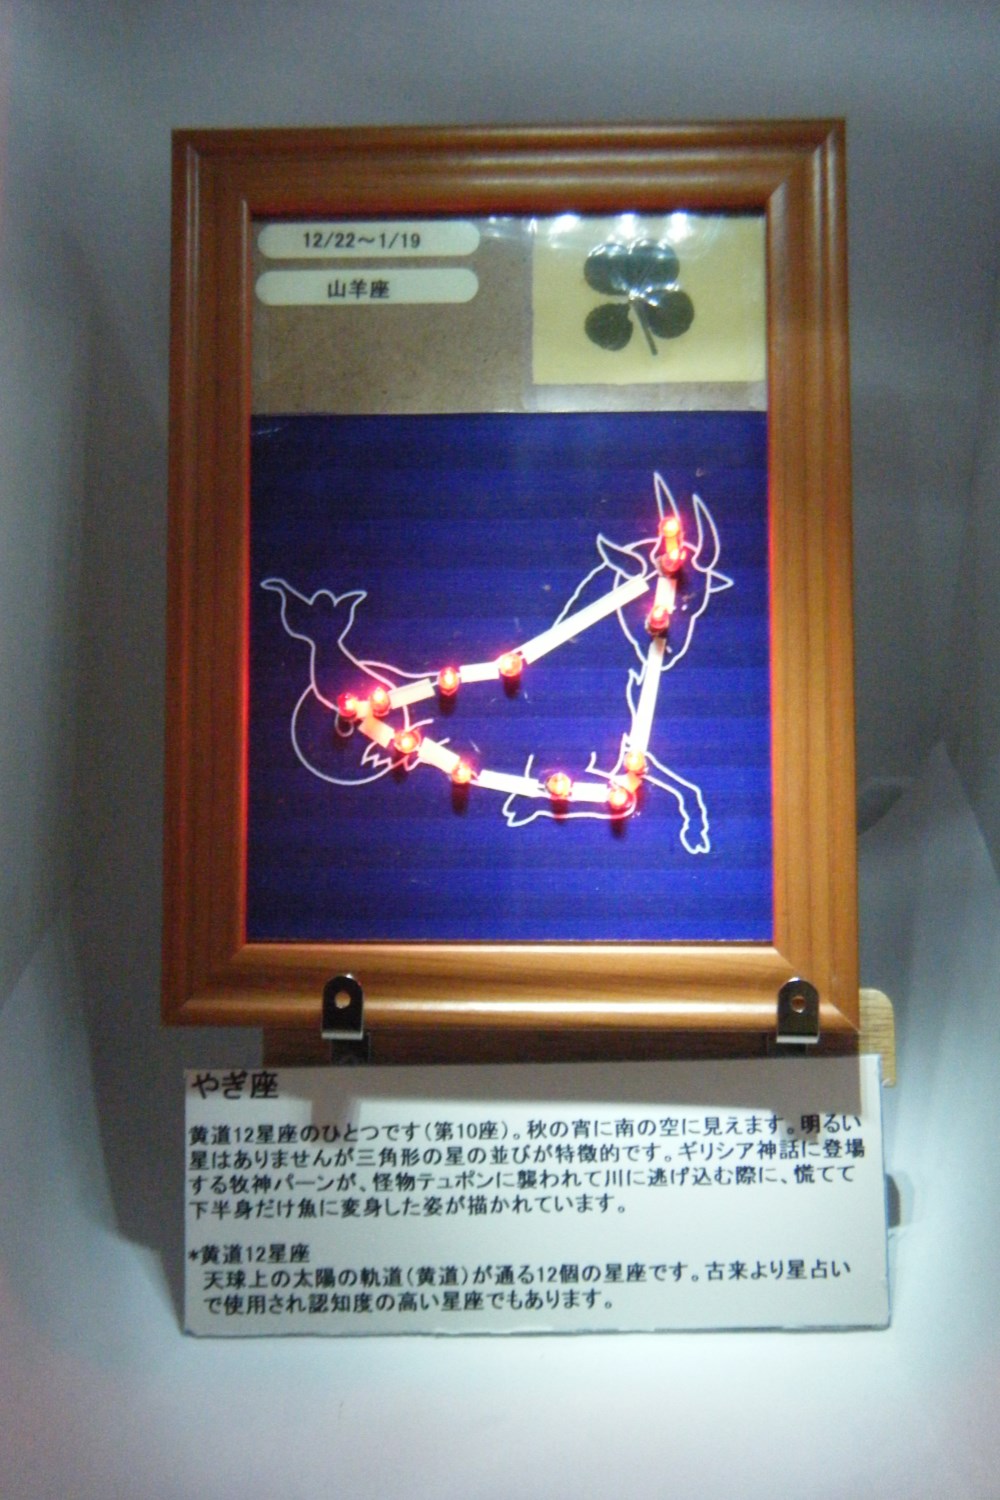 12/22～1/19
山羊座
やぎ座
黄道12星座のひとつです(第10座)。秋の宵に南の空に見えます。明るい
星はありませんが三角形の星の並びが特徴的です。ギリシア神話に登場
する牧神パーンが、怪物テュポンに襲われて川に逃げ込む際に、慌てて
下半身だけ魚に変身した姿が描かれています。
*黄道12星座
天球上の太陽の軌道(黄道)が通る12個の星座です。古来より星占い
で使用され認知度の高い星座でもあります。